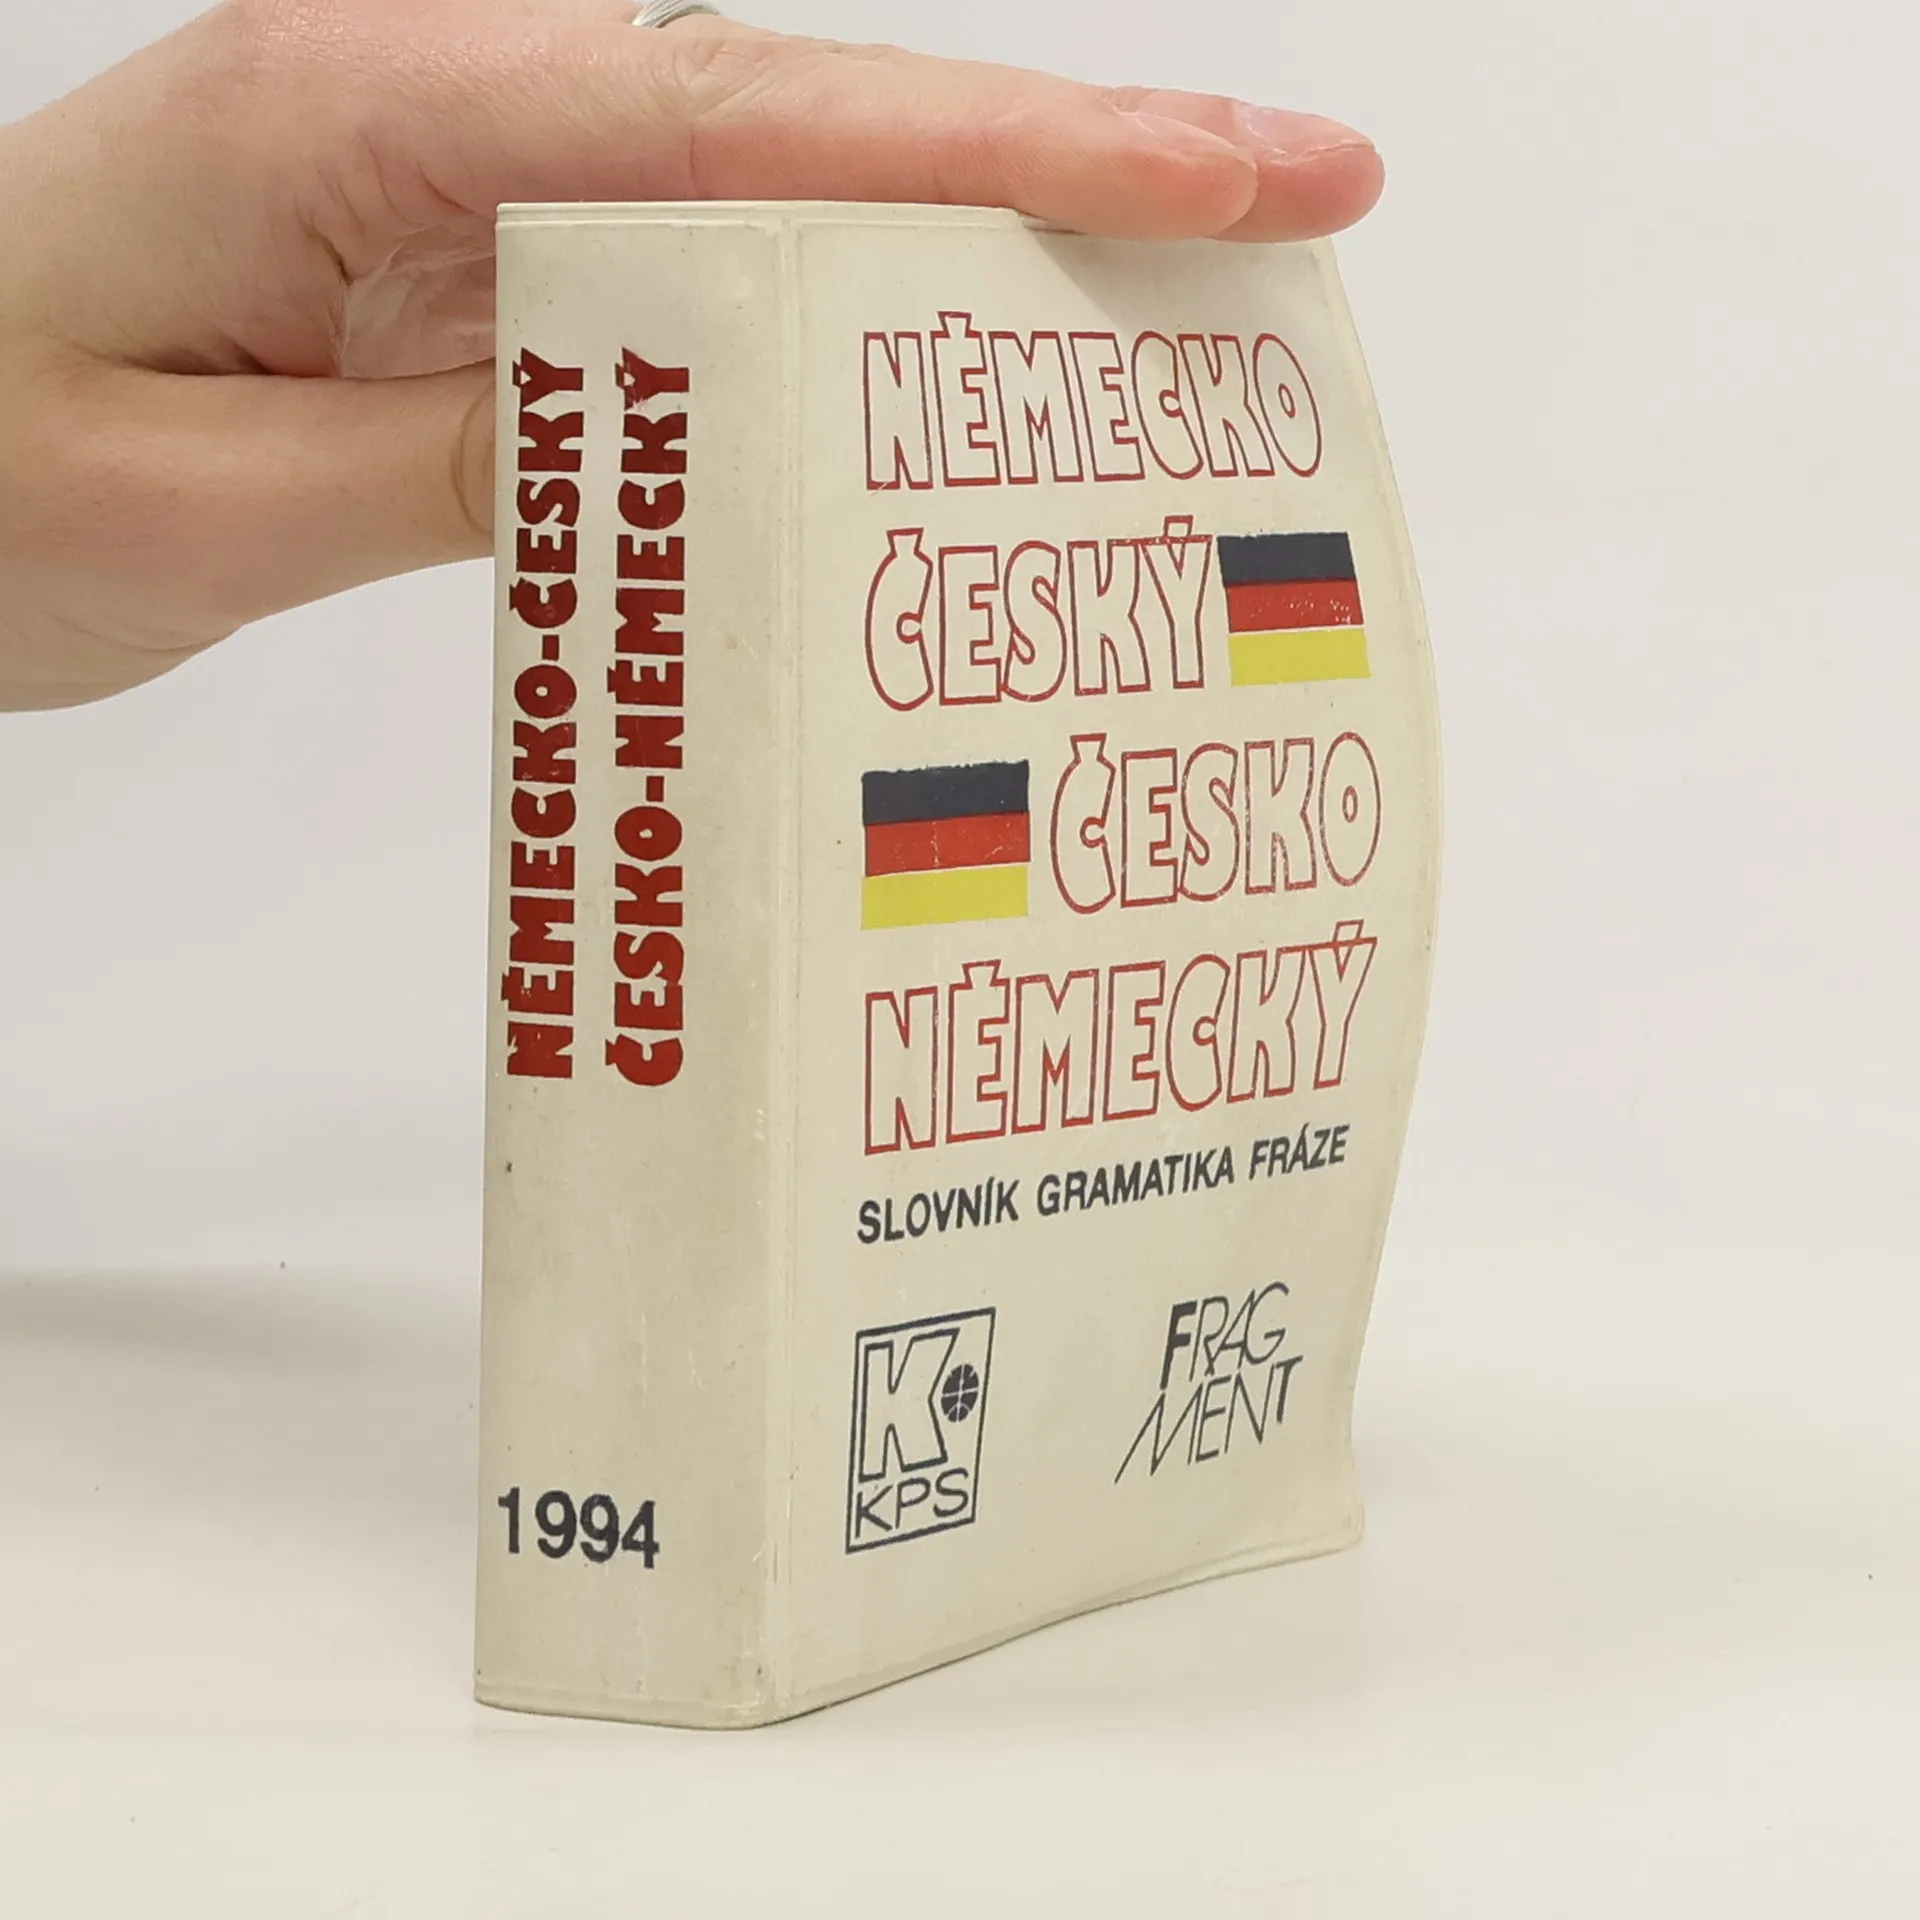 NĚMECKO-ČESKÝ
ČESKO-NĚMECKÝ
1994
NĚMECKO
ČESKÝ
ČESKO
NĚMECKÝ
SLOVNÍK GRAMATIKA FRÁZE
K
KPS
FRAG
MENT